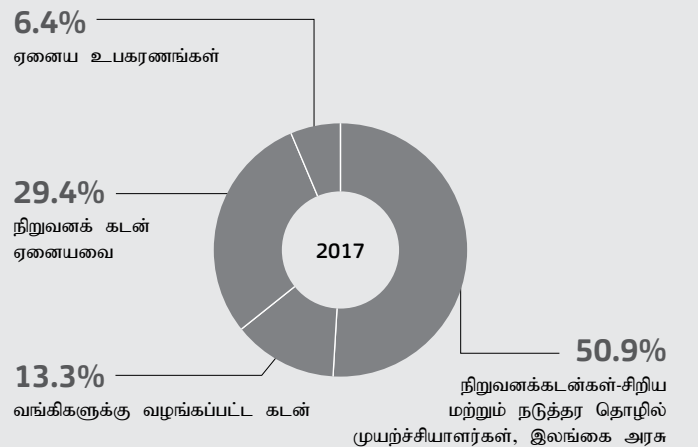 6.4%
ஏனைய உபகரணங்கள்
29.4%
நிறுவனக் கடன்
ஏனையவை
2017
13.3%
வங்கிகளுக்கு வழங்கப்பட்ட கடன்
50.9%
நிறுவனக்கடன்கள்-சிறிய
மற்றும் நடுத்தர தொழில்
முயற்ச்சியாளர்கள், இலங்கை அரசு